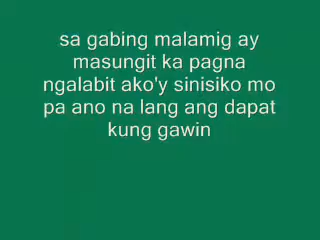 sa gabing malamig ay
masungit ka pagna
ngalabit ako'y sinisiko mo
pa ano na lang ang dapat
kung gawin